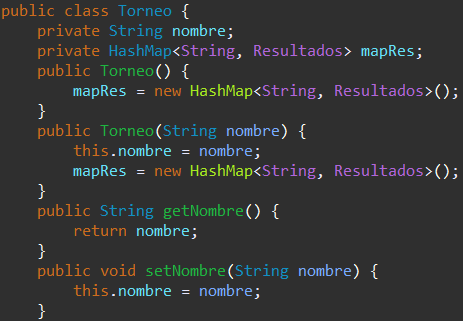 public class Torneo {
    private String nombre;
    private HashMap<String, Resultados> mapRes;
    public Torneo() {
        mapRes = new HashMap<String, Resultados>();
    }
    public Torneo(String nombre) {
        this.nombre = nombre;
        mapRes = new HashMap<String, Resultados>();
    }
    public String getNombre() {
        return nombre;
    }
    public void setNombre(String nombre) {
        this.nombre = nombre;
    }